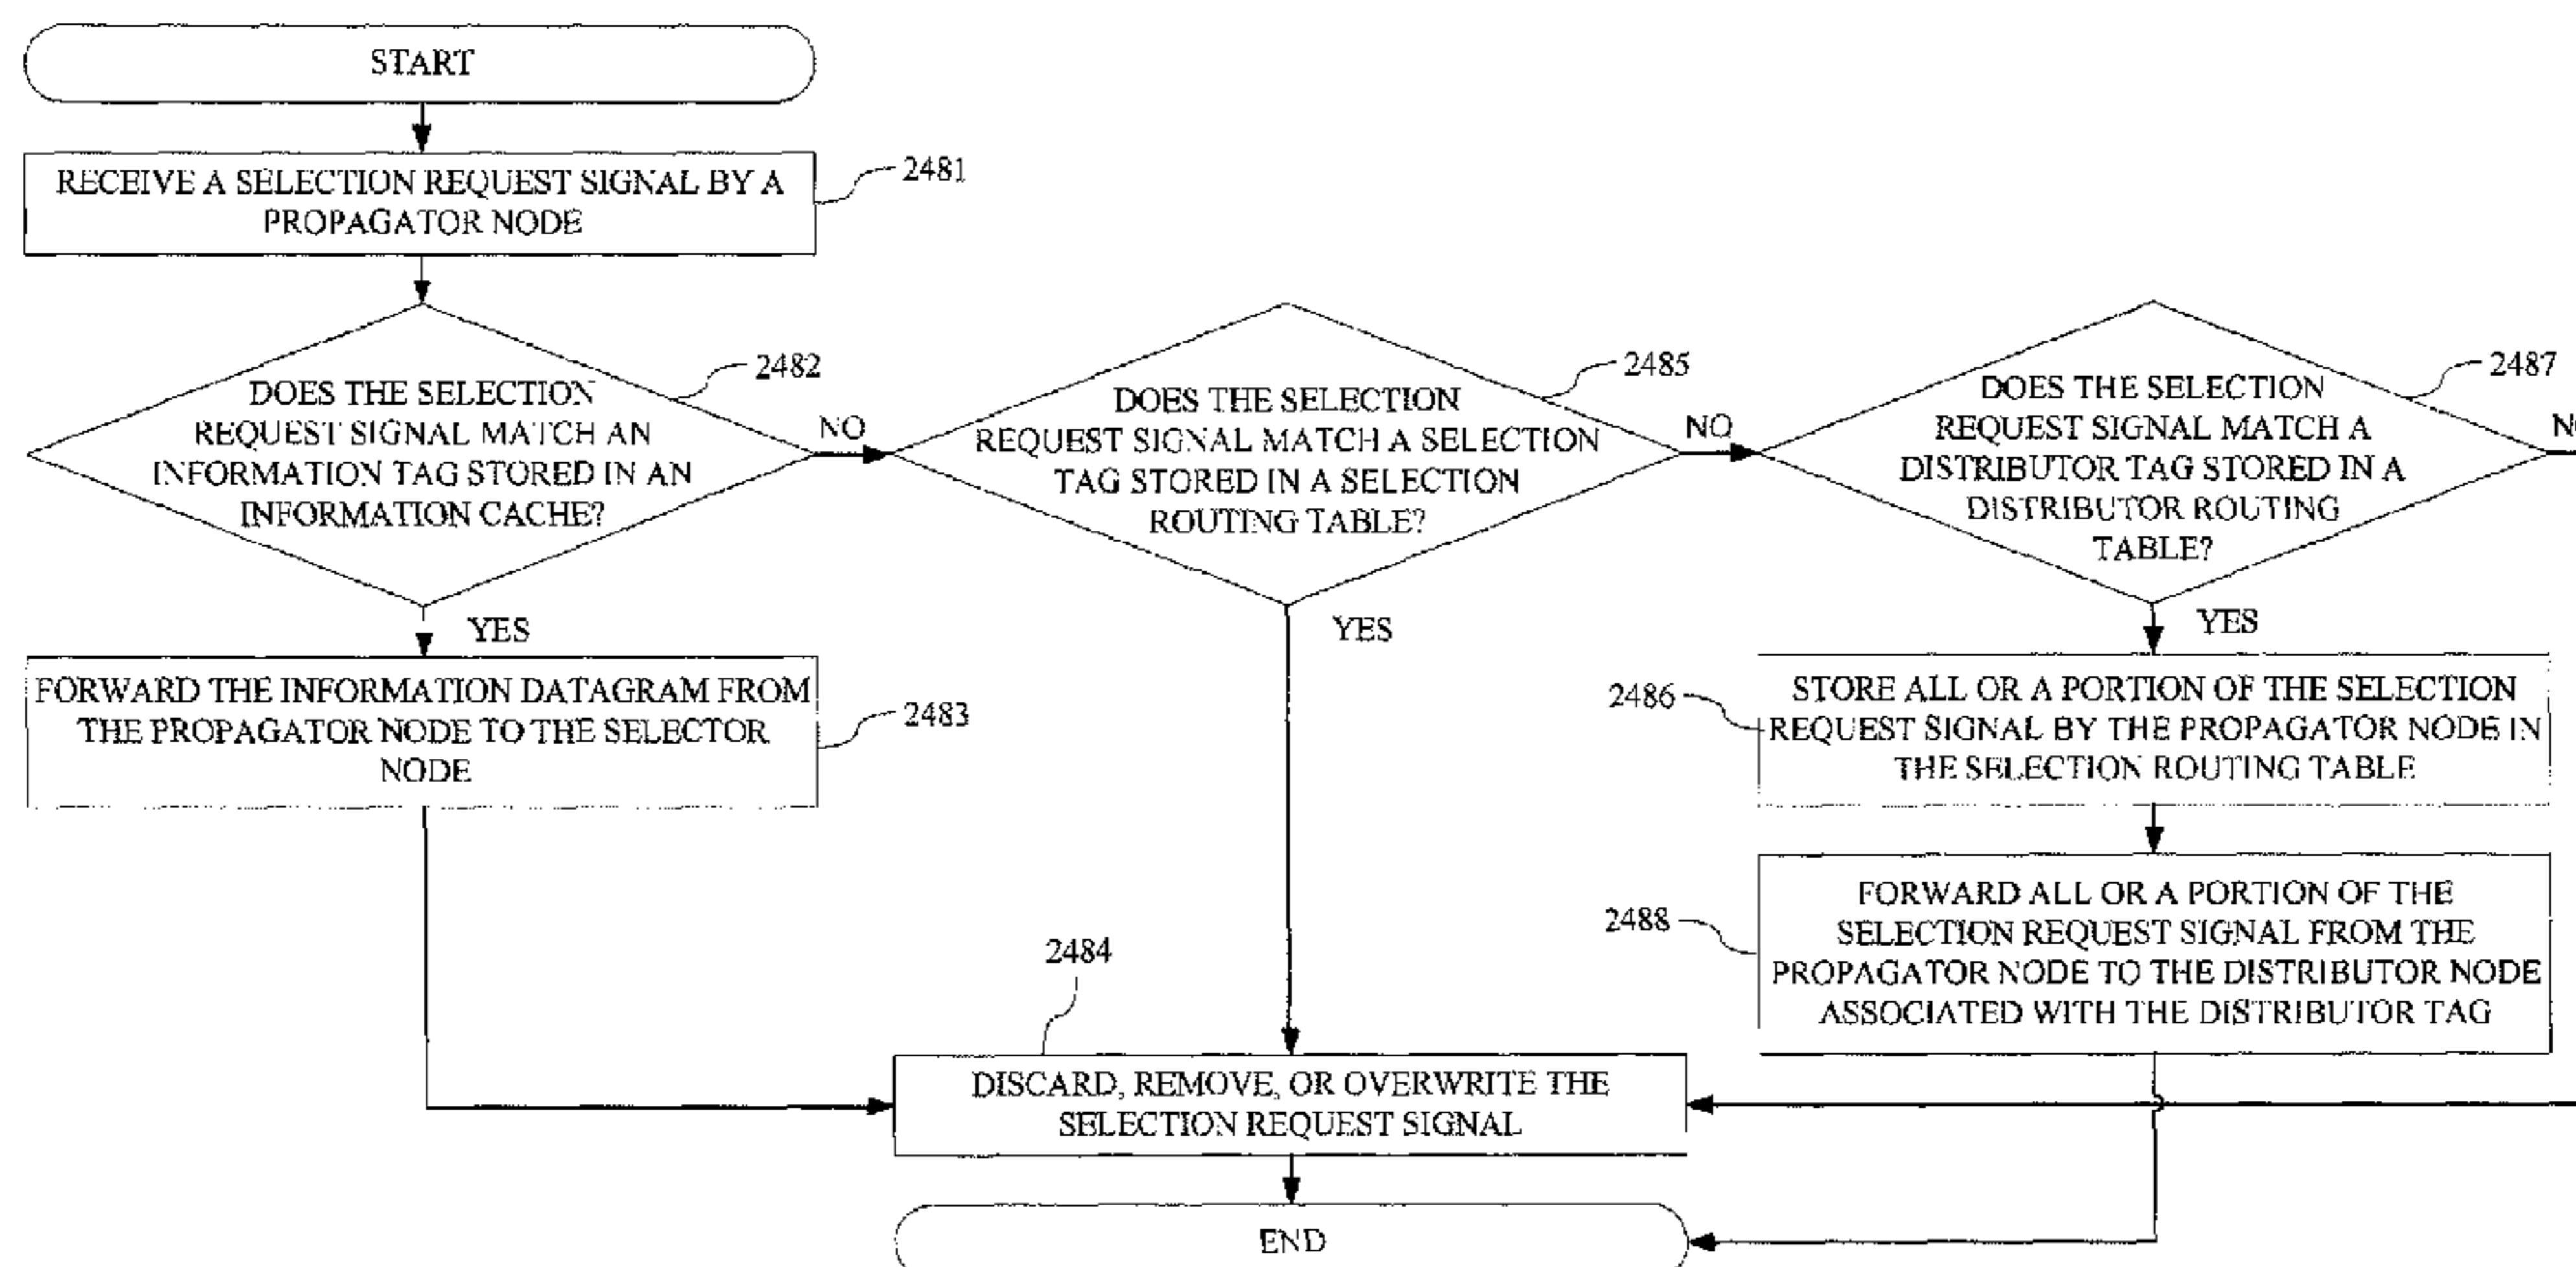 START
RECEIVE A SELECTION REQUEST SIGNAL BY A
PROPAGATOR NODE
2481
DOES THE SELECTION
REQUEST SIGNAL MATCH AN
INFORMATION TAG STORED IN AN
INFORMATION CACHE?
2482
NO
DOES THE SELECTION
REQUEST SIGNAL MATCH A SELECTION
TAG STORED IN A SELECTION
ROUTING TABLE?
2485
NO
DOES THE SELECTION
REQUEST SIGNAL MATCH A
DISTRIBUTOR TAG STORED IN A
DISTRIBUTOR ROUTING
TABLE?
2487
YES
YES
YES
FORWARD THE INFORMATION DATAGRAM FROM
THE PROPAGATOR NODE TO THE SELECTOR
NODE
2483
2486
STORE ALL OR A PORTION OF THE SELECTION
REQUEST SIGNAL BY THE PROPAGATOR NODE IN
THE SELECTION ROUTING TABLE
2488
FORWARD ALL OR A PORTION OF THE
SELECTION REQUEST SIGNAL FROM THE
PROPAGATOR NODE TO THE DISTRIBUTOR NODE
ASSOCIATED WITH THE DISTRIBUTOR TAG
2484
DISCARD, REMOVE, OR OVERWRITE THE
SELECTION REQUEST SIGNAL
END